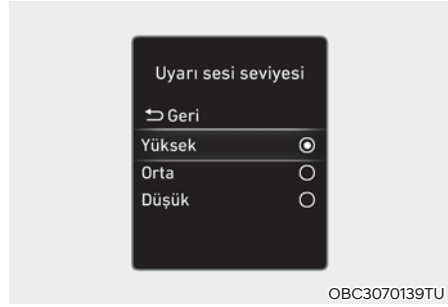 Uyarı sesi seviyesi
Geri
Yüksek
Orta
Düşük
OBC3070139TU